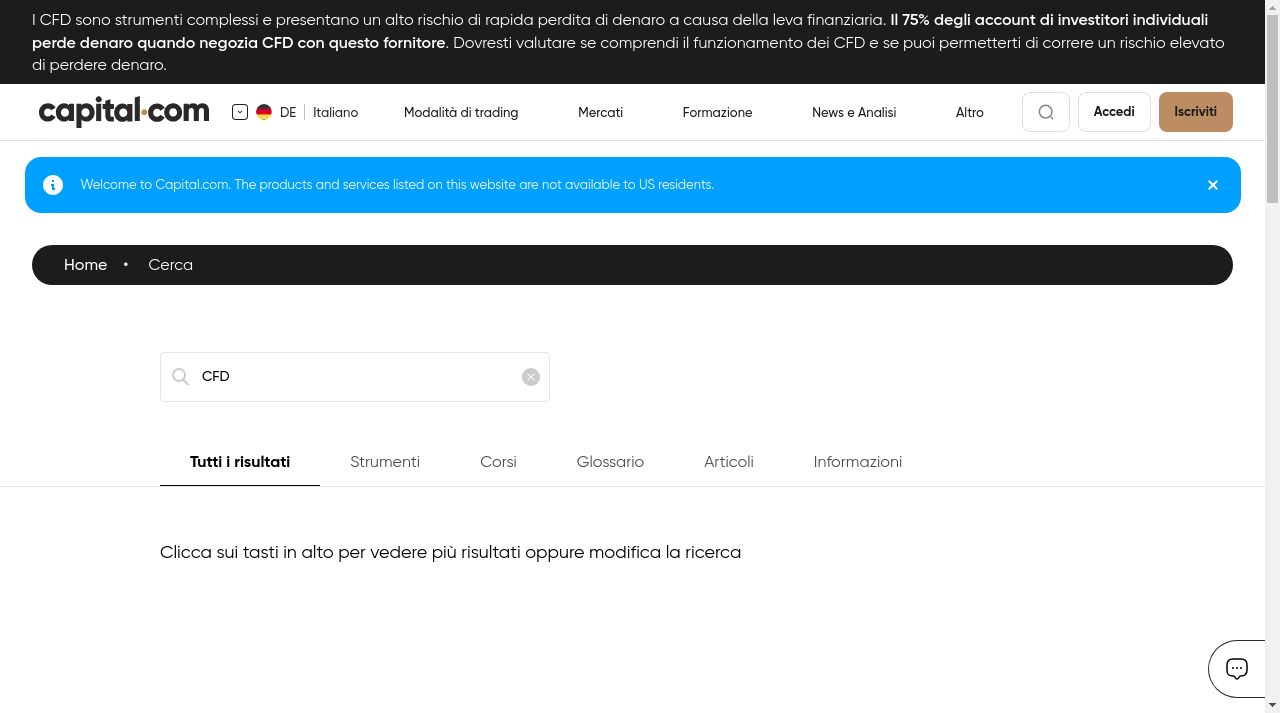 I CFD sono strumenti complessi e presentano un alto rischio di rapida perdita di denaro a causa della leva finanziaria. Il 75% degli account di investitori individuali
perde denaro quando negozia CFD con questo fornitore. Dovresti valutare se comprendi il funzionamento dei CFD e se puoi permetterti di correre un rischio elevato
di perdere denaro.
capital.com DE Italiano Modalità di trading Mercati Formazione News e Analisi Altro Accedi Iscriviti
Welcome to Capital.com. The products and services listed on this website are not available to US residents.
Home • Cerca
CFD
Tutti i risultati Strumenti Corsi Glossario Articoli Informazioni
Clicca sui tasti in alto per vedere più risultati oppure modifica la ricerca